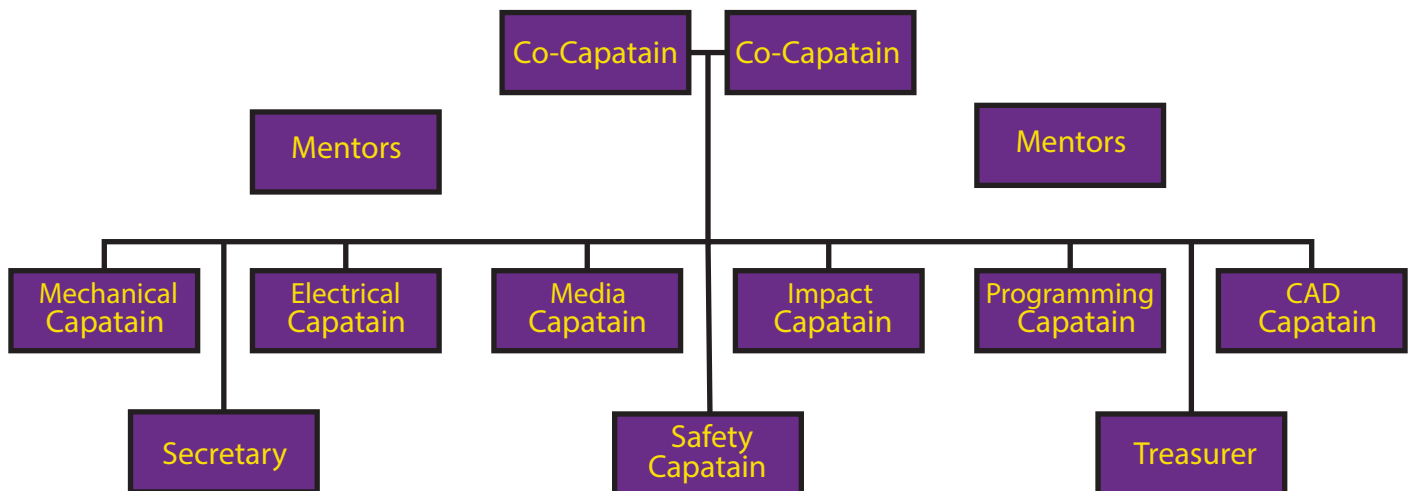 Co-Capatain
Co-Capatain
Mentors
Mentors
Mechanical
Capatain
Electrical
Capatain
Media
Capatain
Impact
Capatain
Programming
Capatain
CAD
Capatain
Secretary
Safety
Capatain
Treasurer